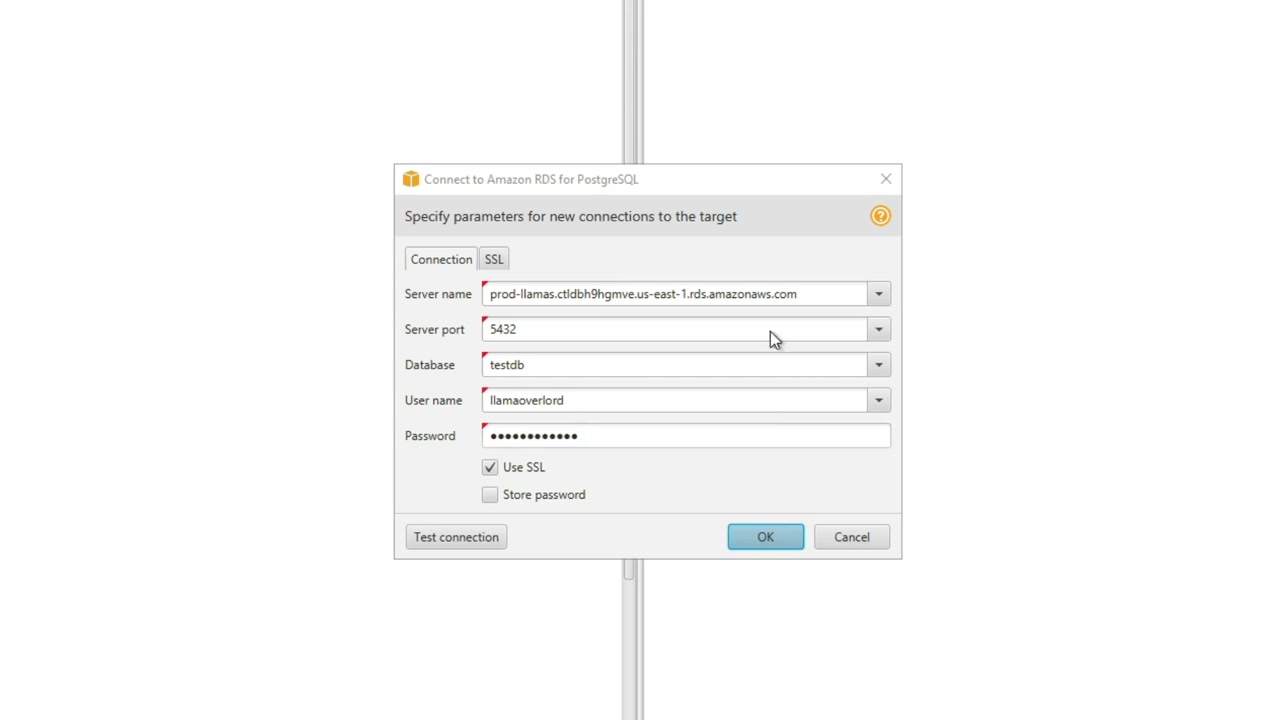 Connect to Amazon RDS for PostgreSQL
Specify parameters for new connections to the target
?
Connection SSL
Server name prod-llamas.ctldbh9hgmve.us-east-1.rds.amazonaws.com
Server port 5432
Database testdb
User name llamaoverlord
Password ••••••••••••
Use SSL
Store password
Test connection OK Cancel